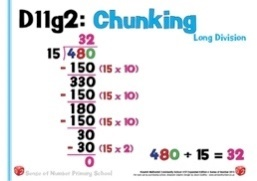 D11g2: Chunking
Long Division
32
15 480
- 150 (15 x 10)
330
- 150 (15 x 10)
180
- 150 (15 x 10)
30
- 30 (15 x 2)
0
480 ÷ 15 = 32
Sense of Number Primary School